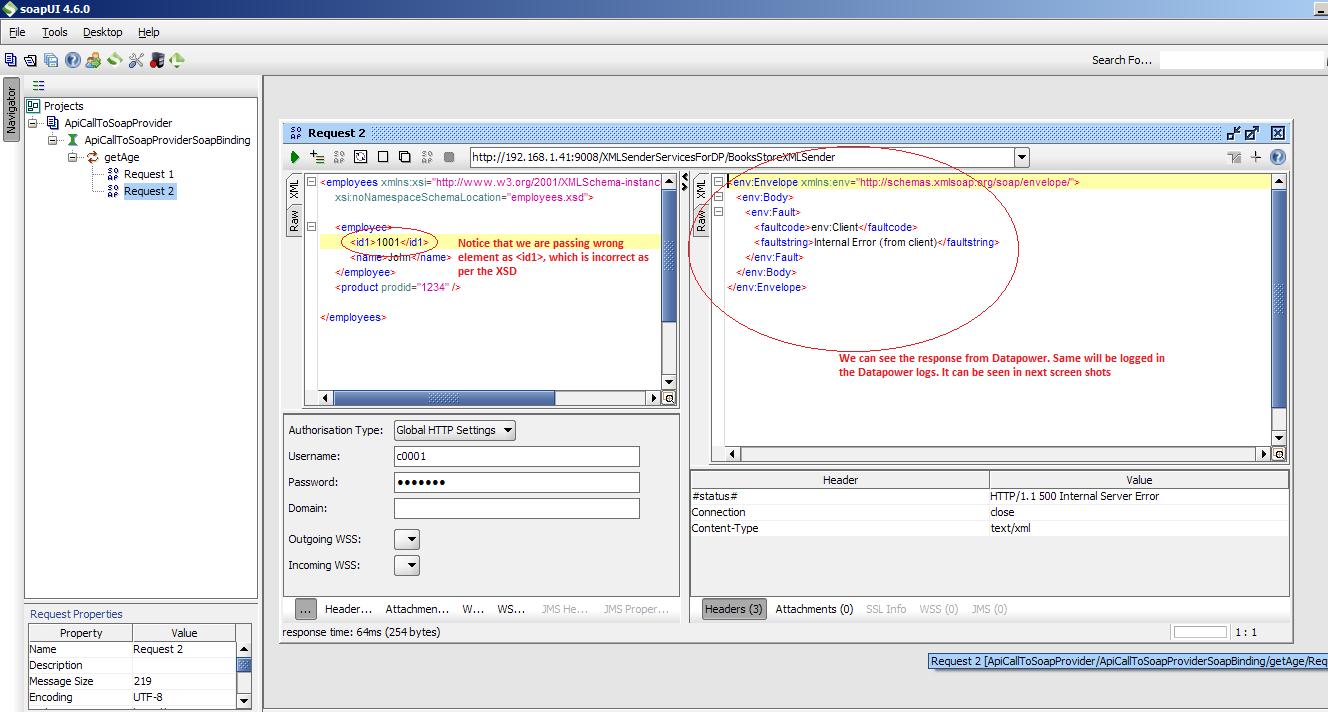 soapUI 4.6.0
File Tools Desktop Help
Search Fo...
Navigator
Projects
ApiCallToSoapProvider
ApiCallToSoapProviderSoapBinding
getAge
Request 1
Request 2
Request 2
http://192.168.1.41:9008/XMLSenderServicesForDP/BooksStoreXMLSender
XML
Raw
<employees xmlns:xsi="http://www.w3.org/2001/XMLSchema-instance
xsi:noNamespaceSchemaLocation="employees.xsd">
<employee>
<id1>1001</id1>
<name>John</name>
</employee>
<product prodid="1234" />
</employees>
Notice that we are passing wrong
element as <id1>, which is incorrect as
per the XSD
XML
Raw
<env:Envelope xmlns:env="http://schemas.xmlsoap.org/soap/envelope/">
<env:Body>
<env:Fault>
<faultcode>env:Client</faultcode>
<faultstring>Internal Error (from client)</faultstring>
</env:Fault>
</env:Body>
</env:Envelope>
We can see the response from Datapower. Same will be logged in
the Datapower logs. It can be seen in next screen shots
Authorisation Type: Global HTTP Settings
Username: c0001
Password: •••••••
Domain:
Outgoing WSS:
Incoming WSS:
... Header... Attachmen... W... WS... JMS He... JMS Proper...
response time: 64ms (254 bytes)
Header Value
#status# HTTP/1.1 500 Internal Server Error
Connection close
Content-Type text/xml
Headers (3) Attachments (0) SSL Info WSS (0) JMS (0)
1 : 1
Request Properties
Property Value
Name Request 2
Description
Message Size 219
Encoding UTF-8
Request 2 [ApiCallToSoapProvider/ApiCallToSoapProviderSoapBinding/getAge/Req